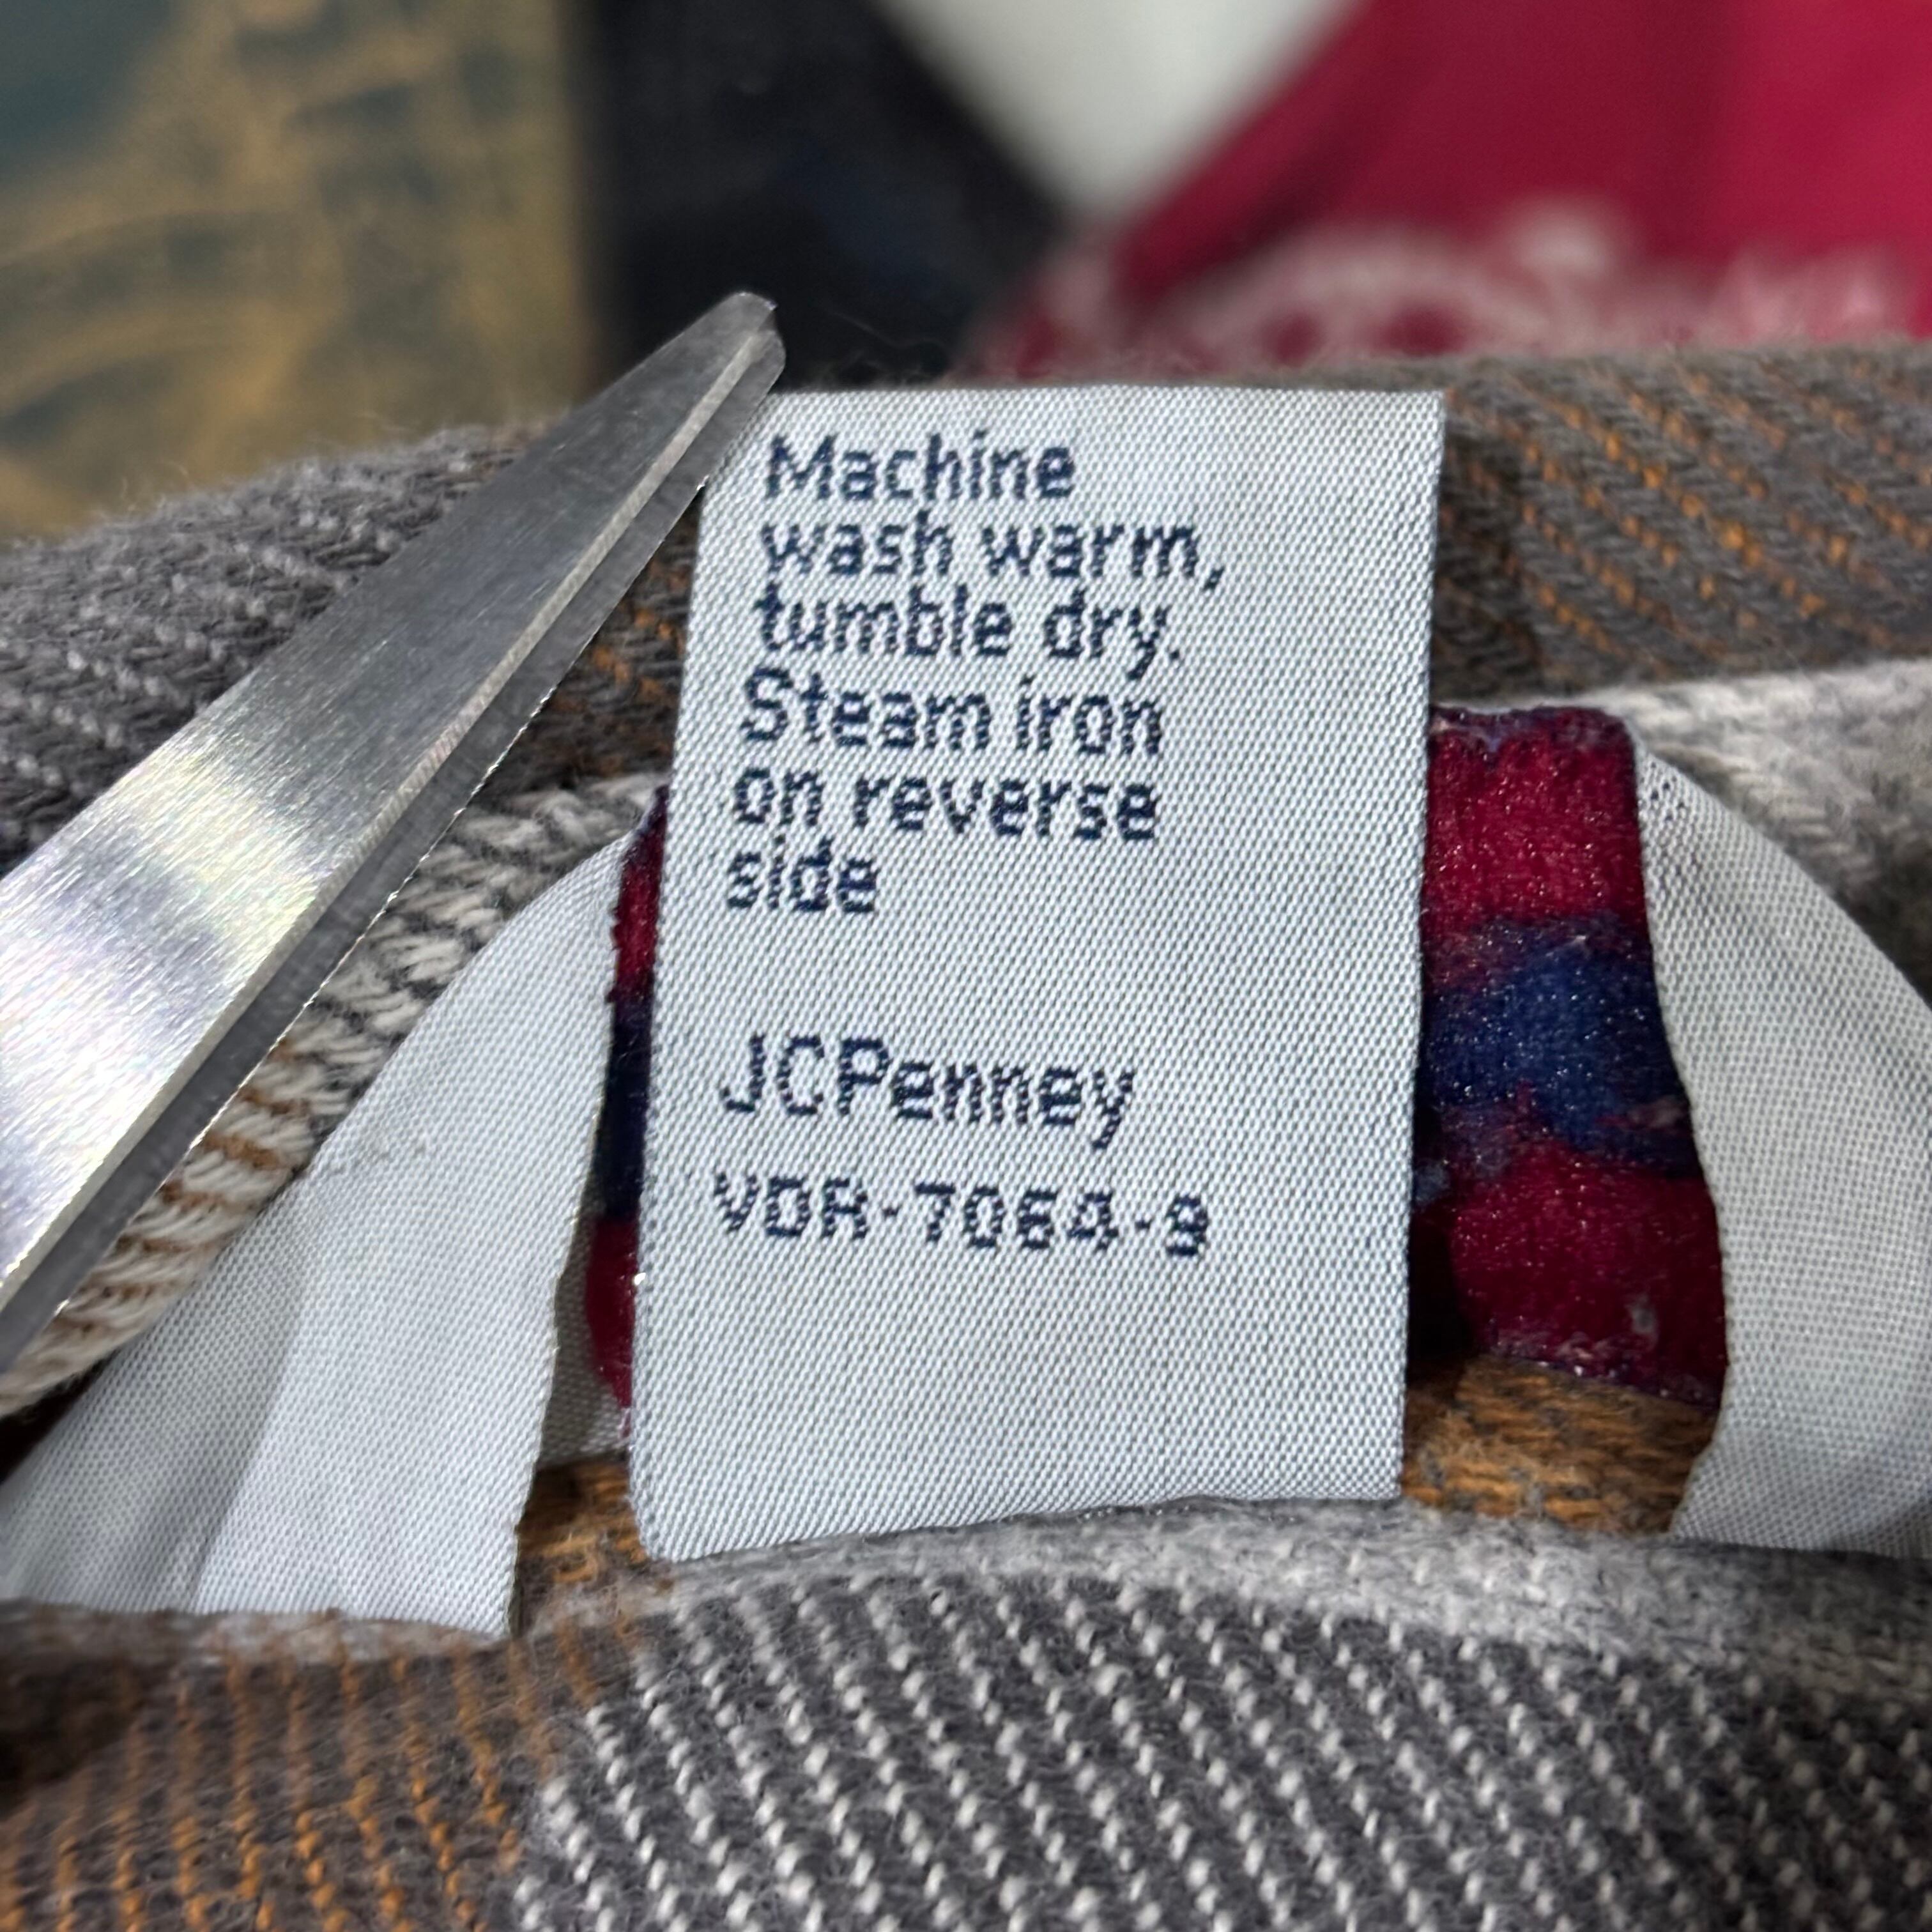 Machine
wash warm,
tumble dry.
Steam iron
on reverse
side
JCPenney
VDR-7064-9